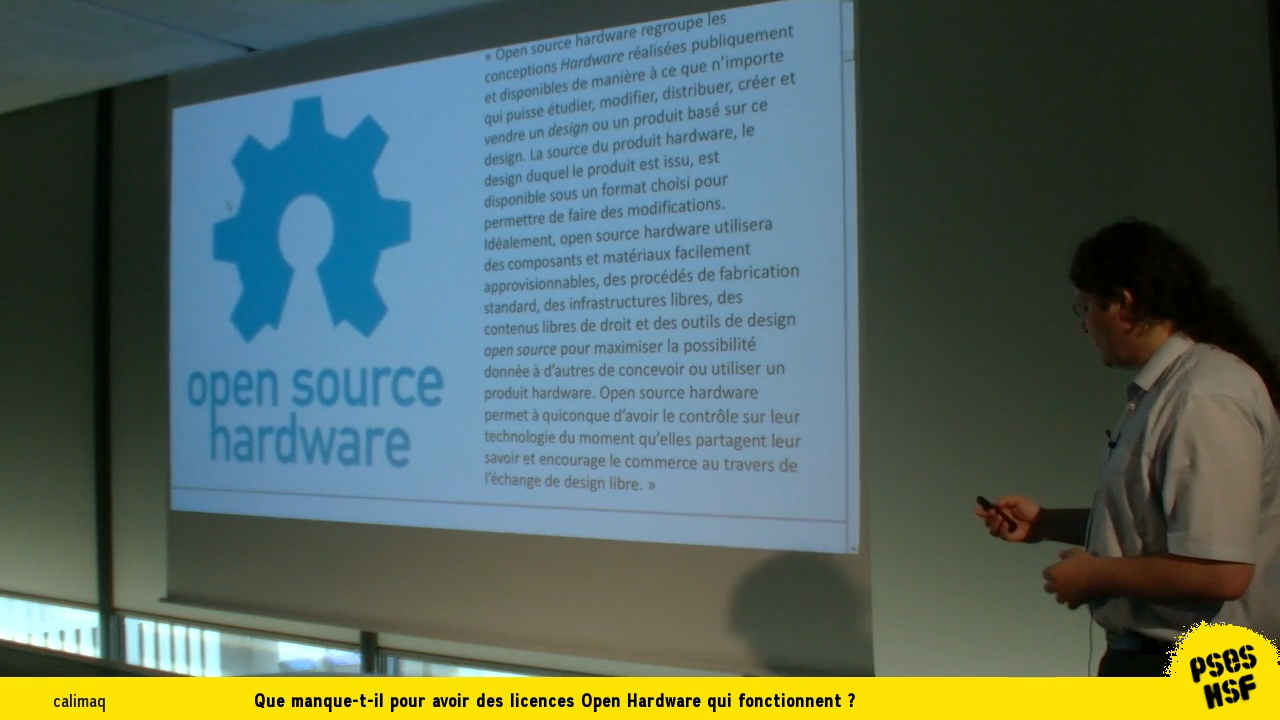 open source
hardware
« Open source hardware regroupe les
conceptions Hardware réalisées publiquement
et disponibles de manière à ce que n'importe
qui puisse étudier, modifier, distribuer, créer et
vendre un design ou un produit basé sur ce
design. La source du produit hardware, le
design duquel le produit est issu, est
disponible sous un format choisi pour
permettre de faire des modifications.
Idéalement, open source hardware utilisera
des composants et matériaux facilement
approvisionnables, des procédés de fabrication
standard, des infrastructures libres, des
contenus libres de droit et des outils de design
open source pour maximiser la possibilité
donnée à d'autres de concevoir ou utiliser un
produit hardware. Open source hardware
permet à quiconque d'avoir le contrôle sur leur
technologie du moment qu'elles partagent leur
savoir et encourage le commerce au travers de
l'échange de design libre. »
PSES
HSF
calimaq
Que manque-t-il pour avoir des licences Open Hardware qui fonctionnent ?